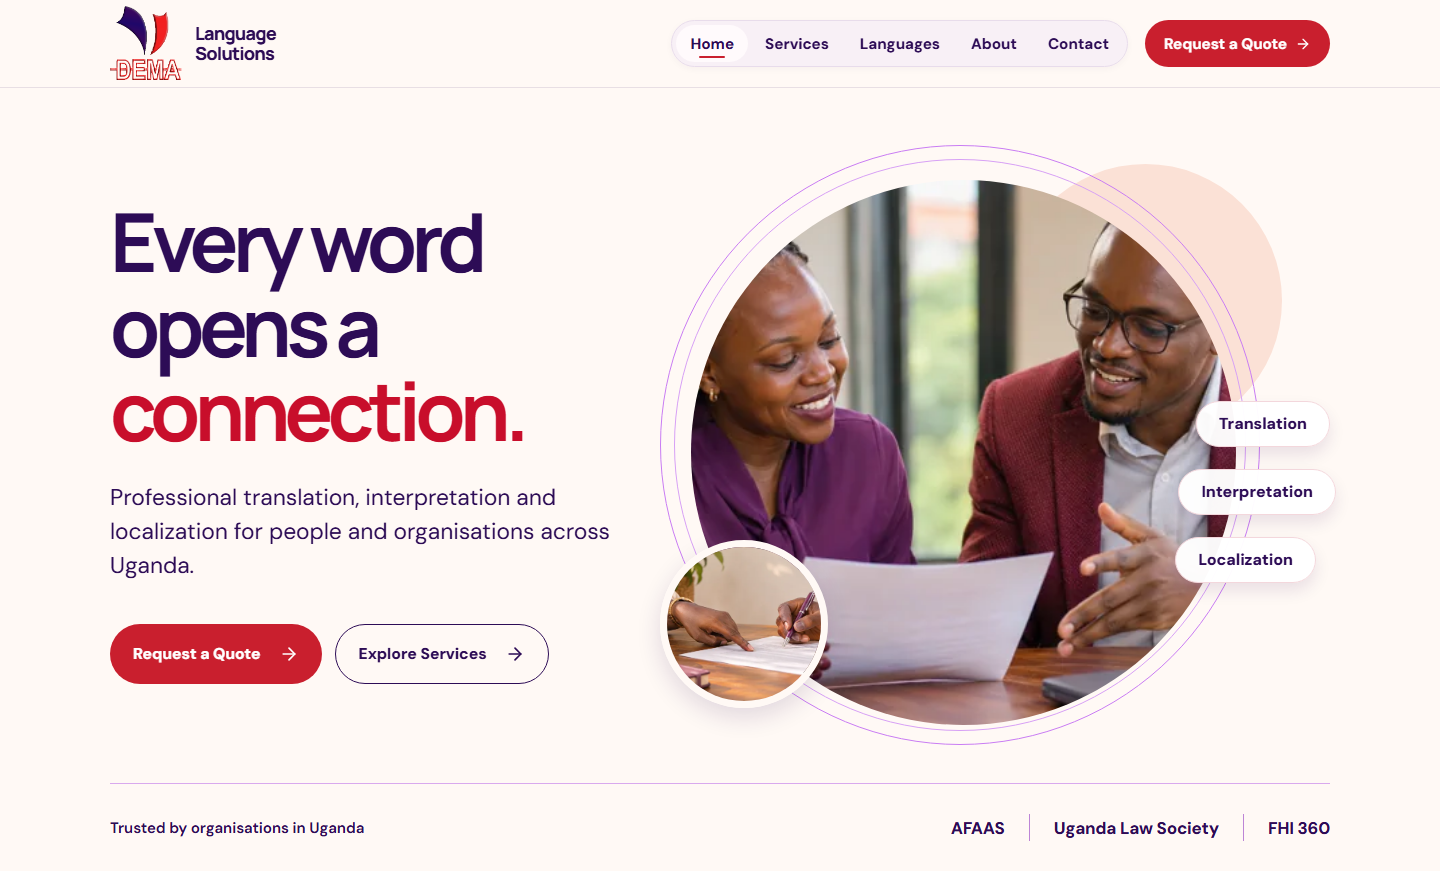 DEMA
Language
Solutions
Home
Services
Languages
About
Contact
Request a Quote
Every word
opens a
connection.
Professional translation, interpretation and
localization for people and organisations across
Uganda.
Request a Quote
Explore Services
Translation
Interpretation
Localization
Trusted by organisations in Uganda
AFAAS
Uganda Law Society
FHI 360